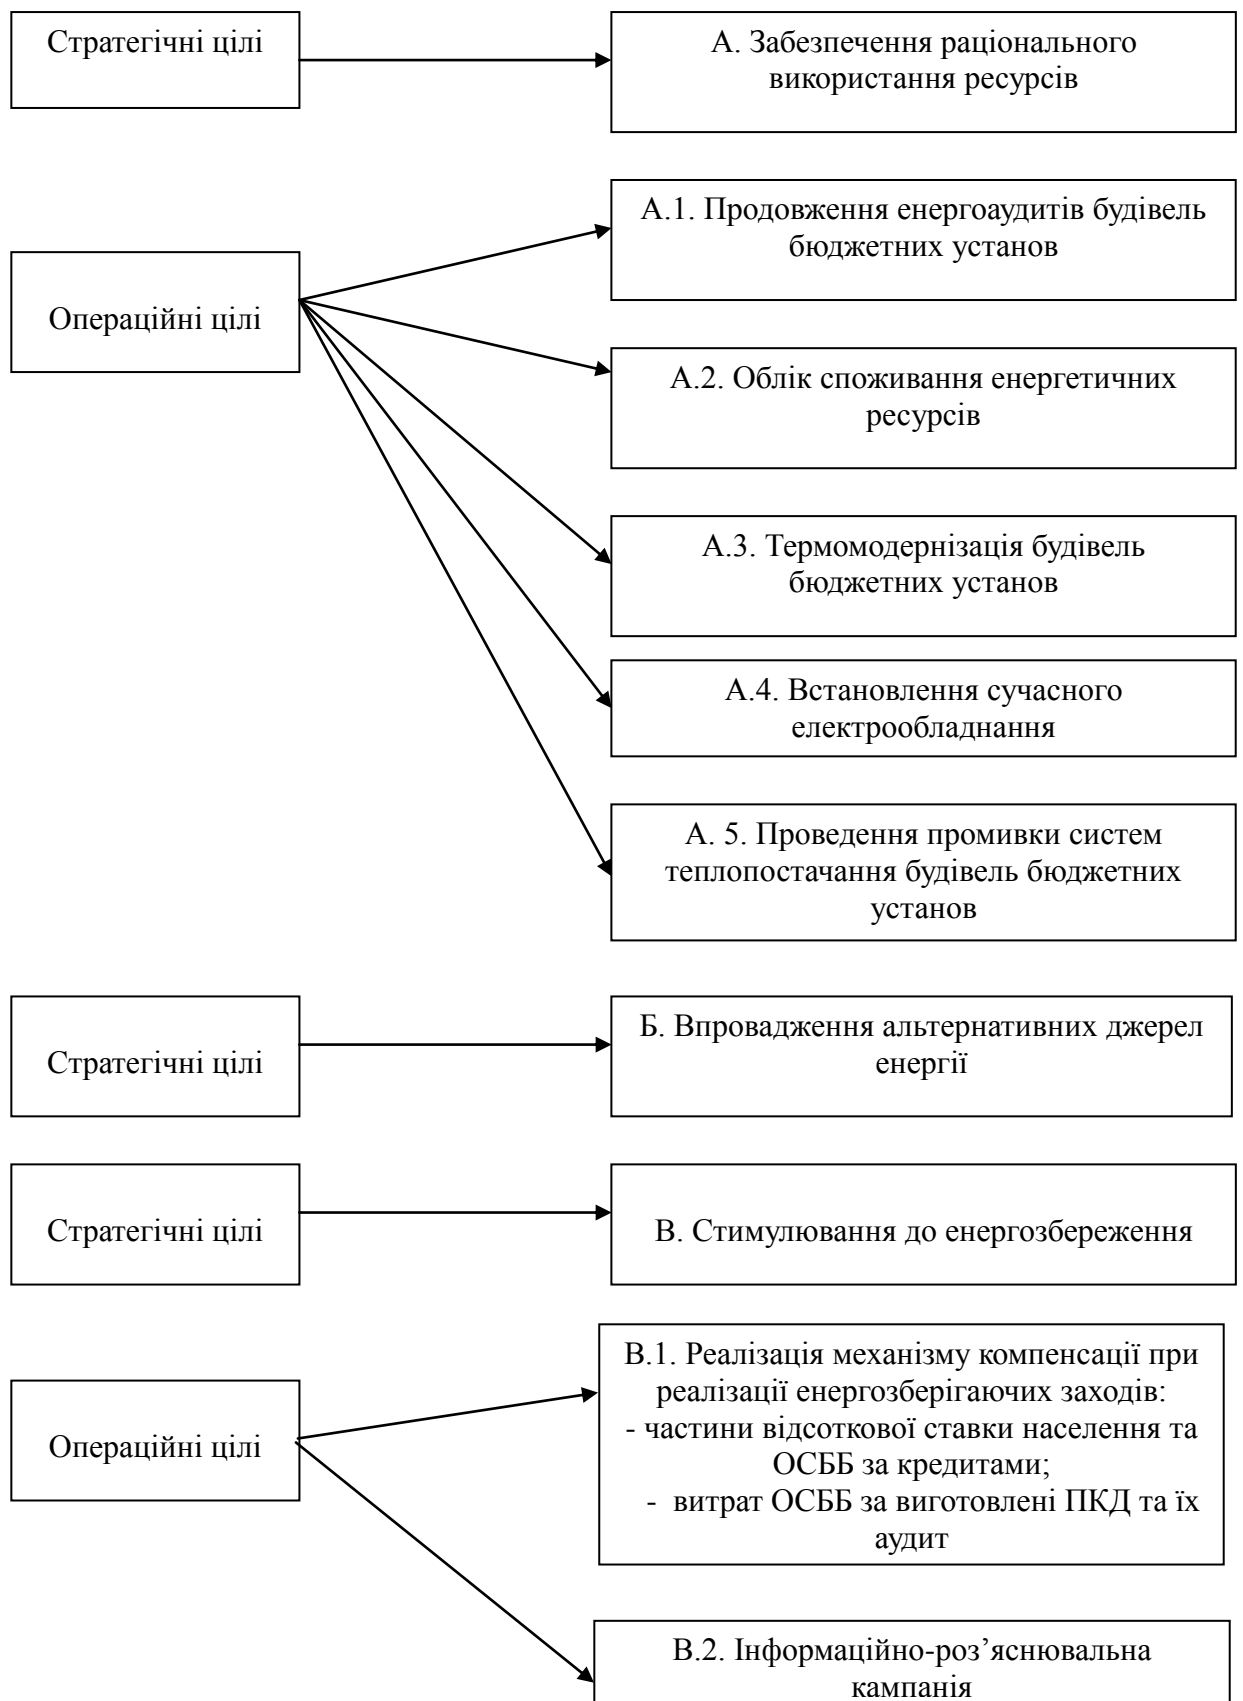 Стратегічні цілі
А. Забезпечення раціонального
використання ресурсів
А.1. Продовження енергоаудитів будівель
бюджетних установ
Операційні цілі
А.2. Облік споживання енергетичних
ресурсів
А.3. Термомодернізація будівель
бюджетних установ
А.4. Встановлення сучасного
електрообладнання
А. 5. Проведення промивки систем
теплопостачання будівель бюджетних
установ
Стратегічні цілі
Б. Впровадження альтернативних джерел
енергії
Стратегічні цілі
В. Стимулювання до енергозбереження
Операційні цілі
В.1. Реалізація механізму компенсації при
реалізації енергозберігаючих заходів:
- частини відсоткової ставки населення та
ОСББ за кредитами;
- витрат ОСББ за виготовлені ПКД та їх
аудит
В.2. Інформаційно-роз’яснювальна
кампанія